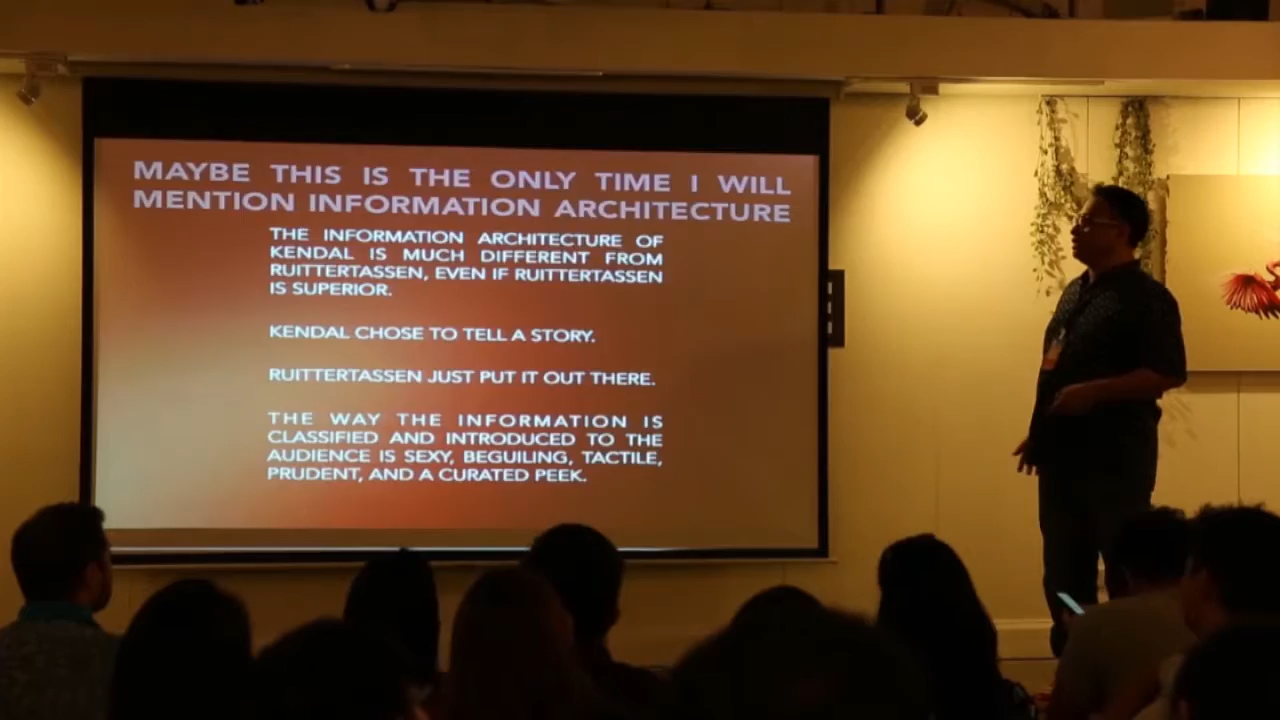 MAYBE THIS IS THE ONLY TIME I WILL
MENTION INFORMATION ARCHITECTURE
THE INFORMATION ARCHITECTURE OF
KENDAL IS MUCH DIFFERENT FROM
RUITTERTASSEN, EVEN IF RUITTERTASSEN
IS SUPERIOR.
KENDAL CHOSE TO TELL A STORY.
RUITTERTASSEN JUST PUT IT OUT THERE.
THE WAY THE INFORMATION IS
CLASSIFIED AND INTRODUCED TO THE
AUDIENCE IS SEXY, BEGUILING, TACTILE,
PRUDENT, AND A CURATED PEEK.